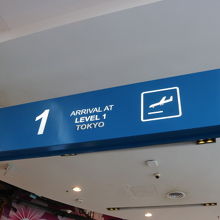 1
ARRIVAL AT
LEVEL 1
TOKYO